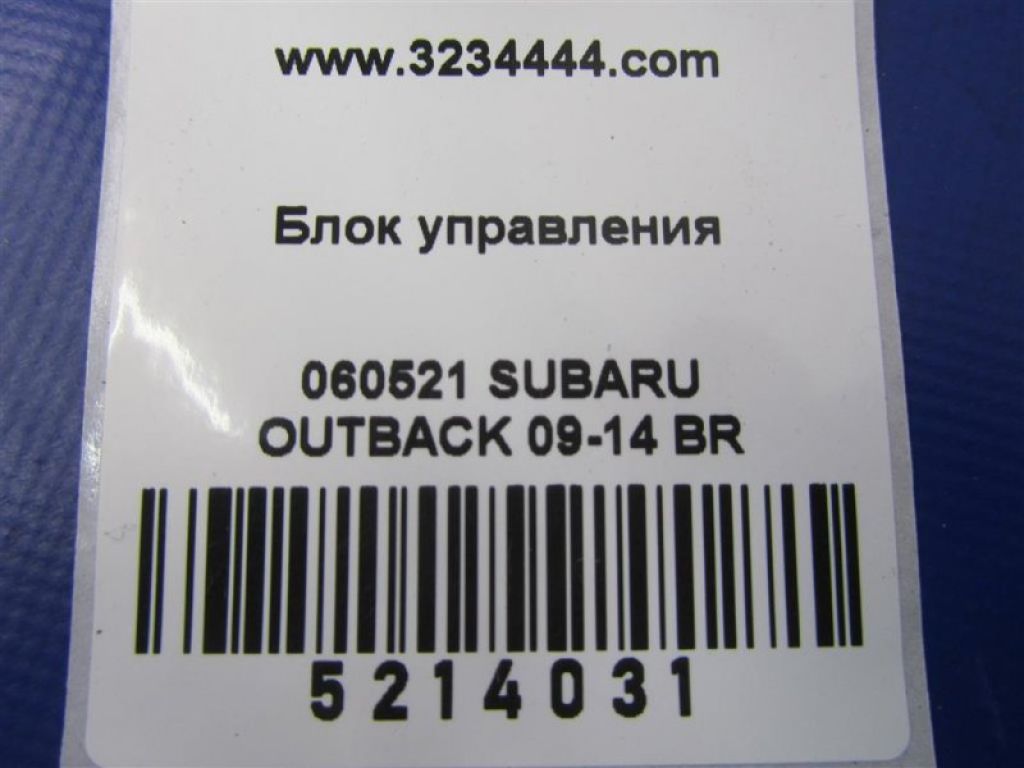 www.3234444.com
Блок управления
060521 SUBARU
OUTBACK 09-14 BR
5214031